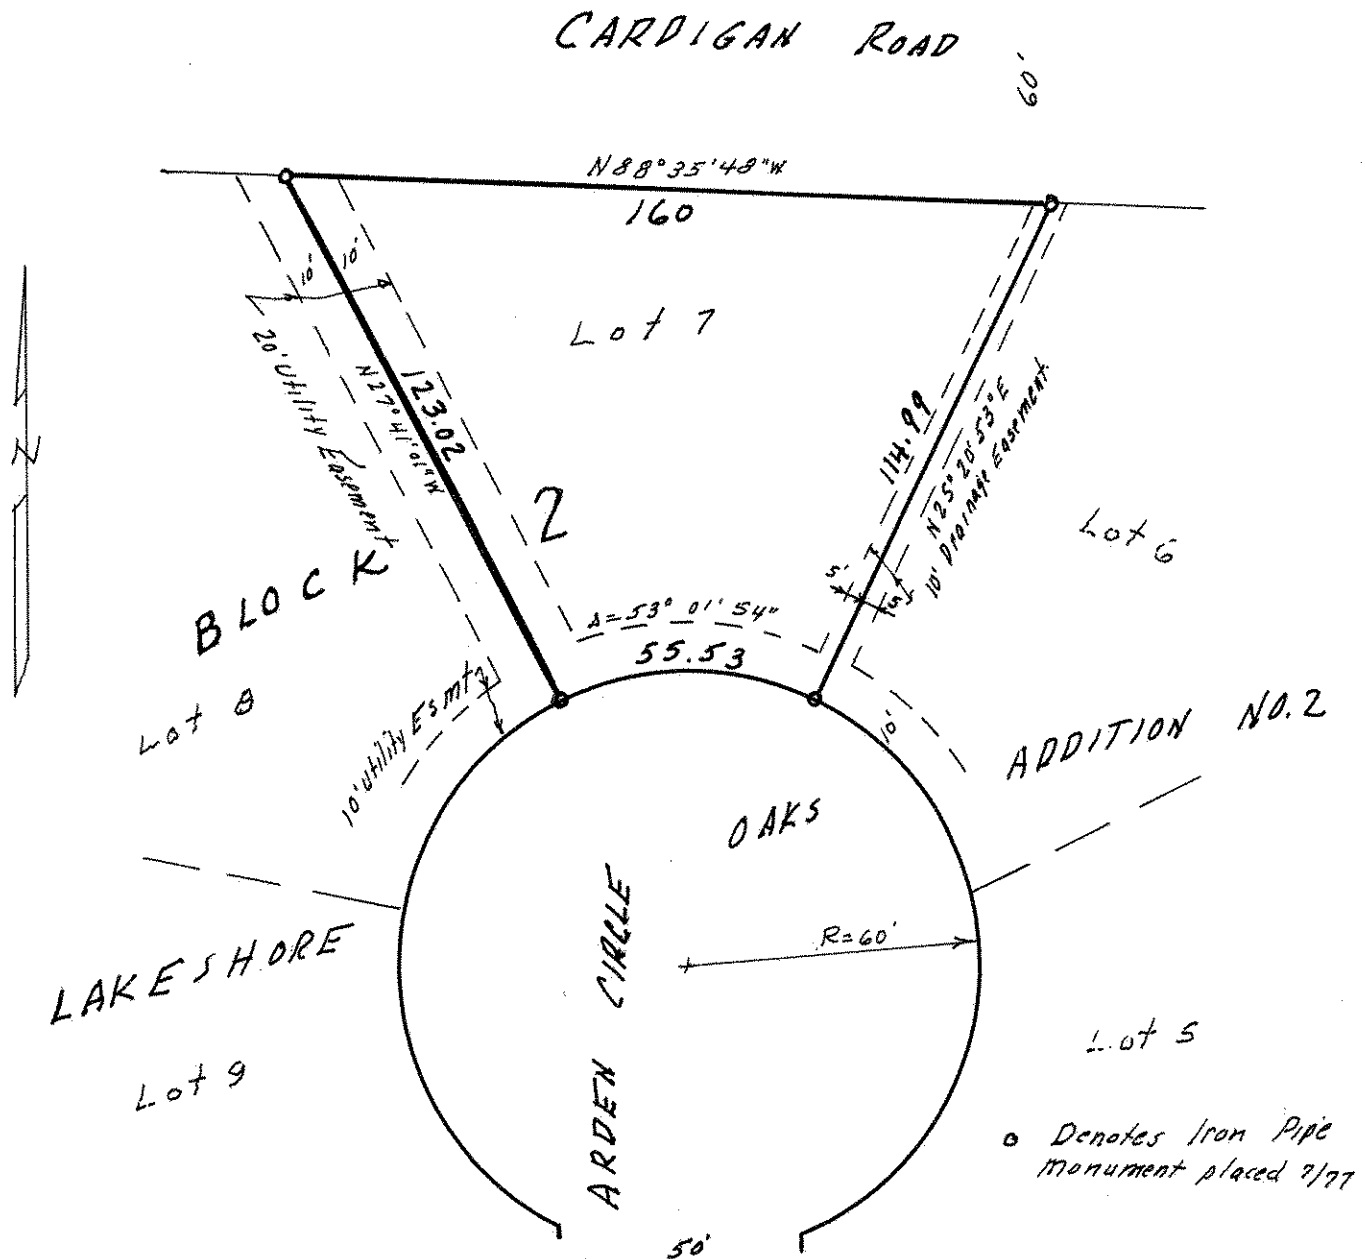 CARDIGAN ROAD
60'
N88°35'48"W
160
10' 10'
Lot 7
20' Utility Easement
N27°41'01"W
123.02
114.99
N25°20'53"E
10' Drainage Easement
2
Lot 6
BLOCK
5'
5'
Δ=53° 01' 54"
55.53
Lot 8
10' Utility Esmt
10'
ADDITION NO. 2
OAKS
LAKESHORE
ARDEN CIRCLE
R=60'
Lot 9
Lot 5
o Denotes Iron Pipe
monument placed 7/77
50'
N